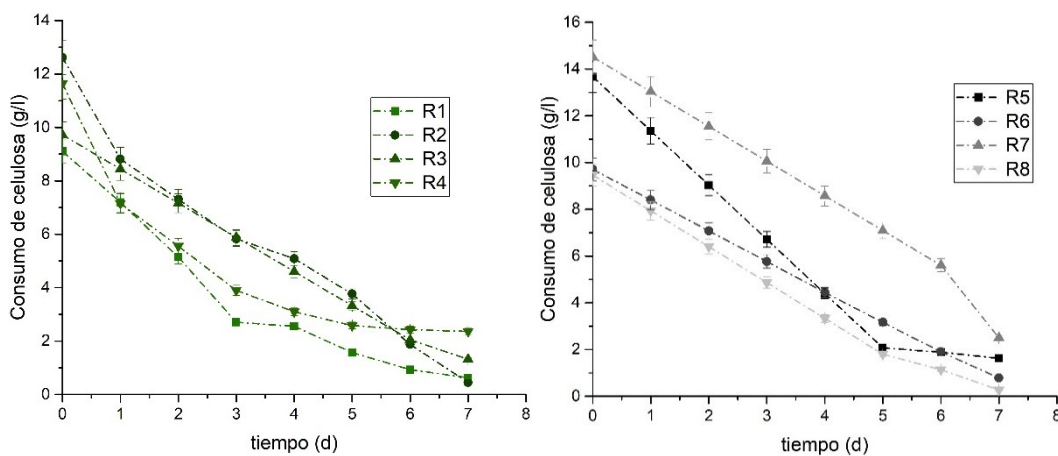 Consumo de celulosa (g/l)
14
12
10
8
6
4
2
0
0 1 2 3 4 5 6 7 8
tiempo (d)
R1
R2
R3
R4
Consumo de celulosa (g/l)
16
14
12
10
8
6
4
2
0
0 1 2 3 4 5 6 7 8
tiempo (d)
R5
R6
R7
R8